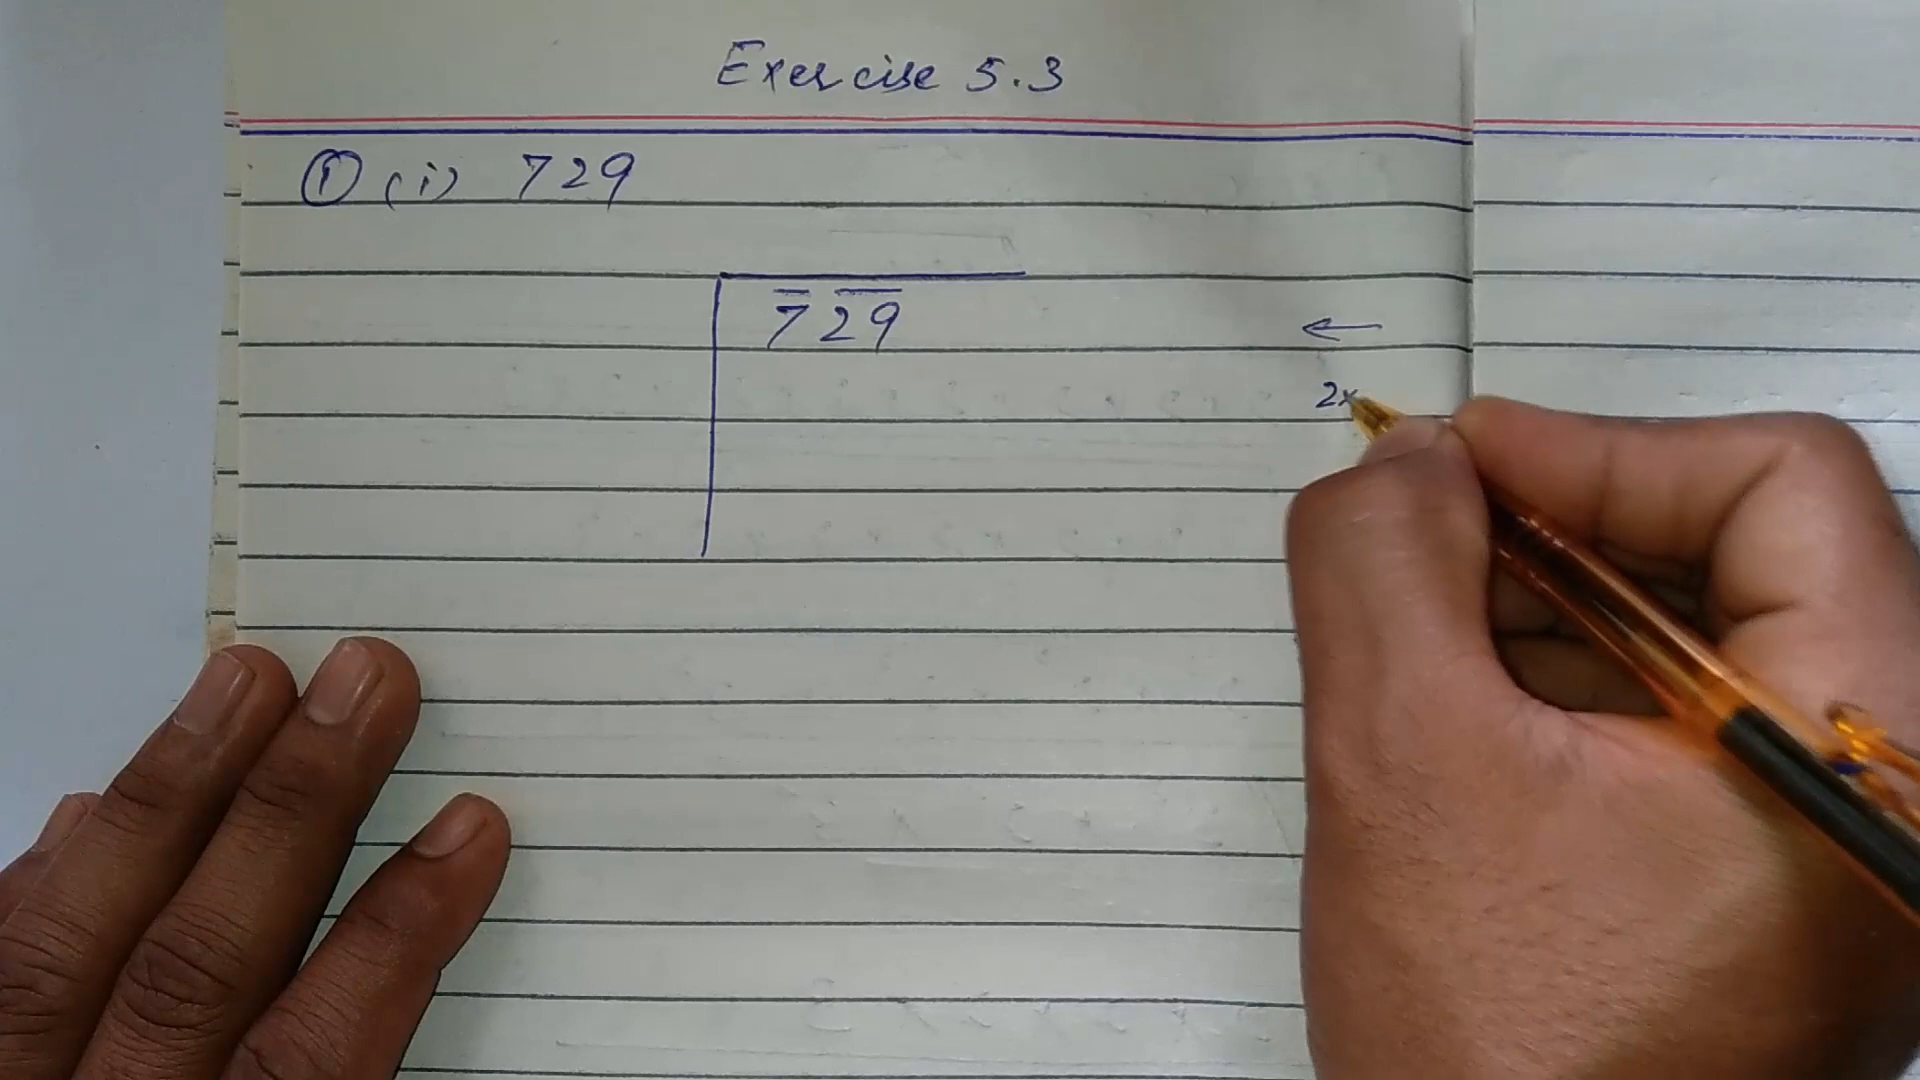 Exercise 5.3
① (i) 729
729
←
2×